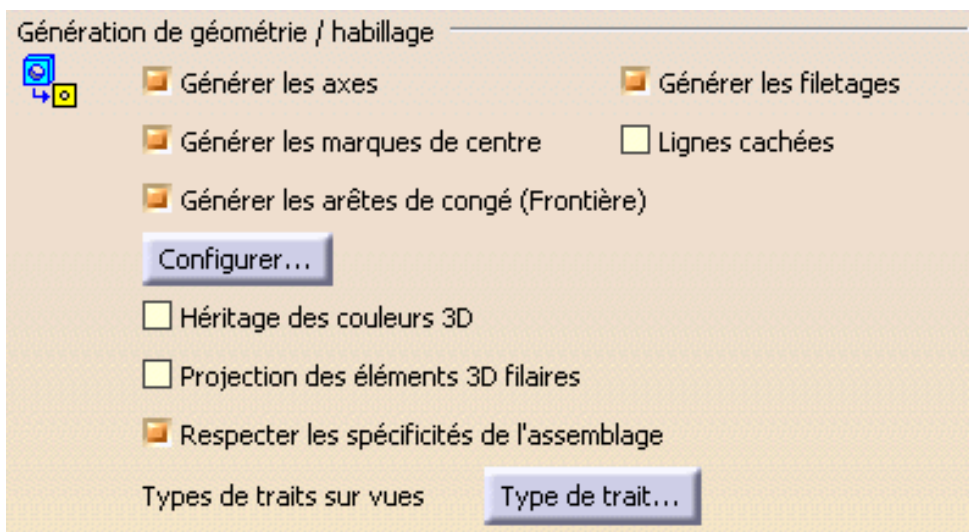 Génération de géométrie / habillage
Générer les axes
Générer les filetages
Générer les marques de centre
Lignes cachées
Générer les arêtes de congé (Frontière)
Configurer...
Héritage des couleurs 3D
Projection des éléments 3D filaires
Respecter les spécificités de l'assemblage
Types de traits sur vues
Type de trait...